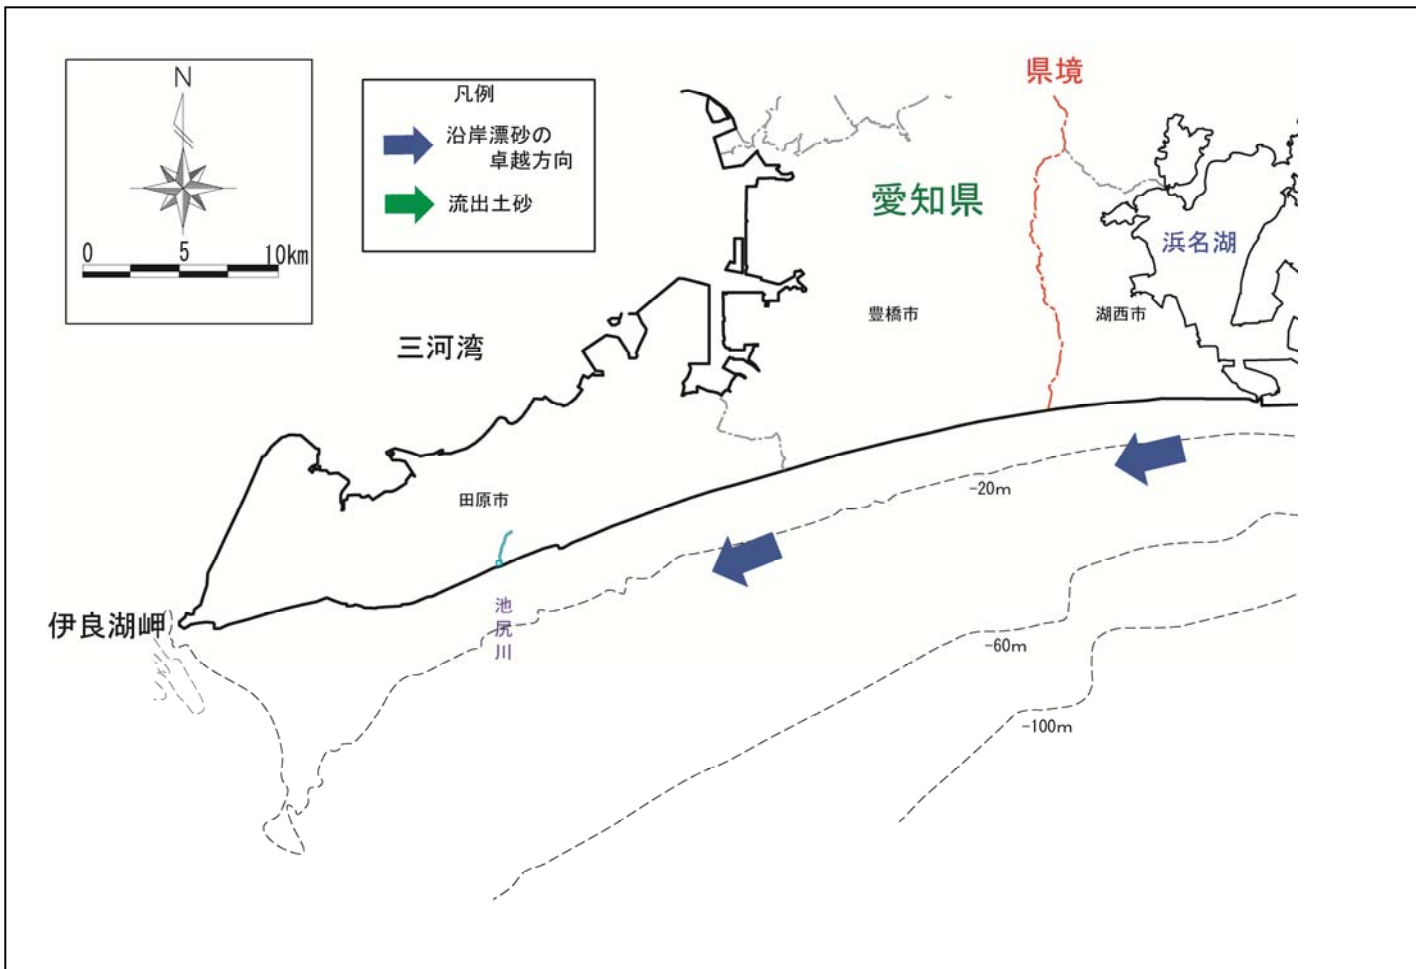 N
0 5 10km
凡例
沿岸漂砂の
卓越方向
流出土砂
県境
愛知県
浜名湖
豊橋市
湖西市
三河湾
田原市
-20m
池尻川
伊良湖岬
-60m
-100m